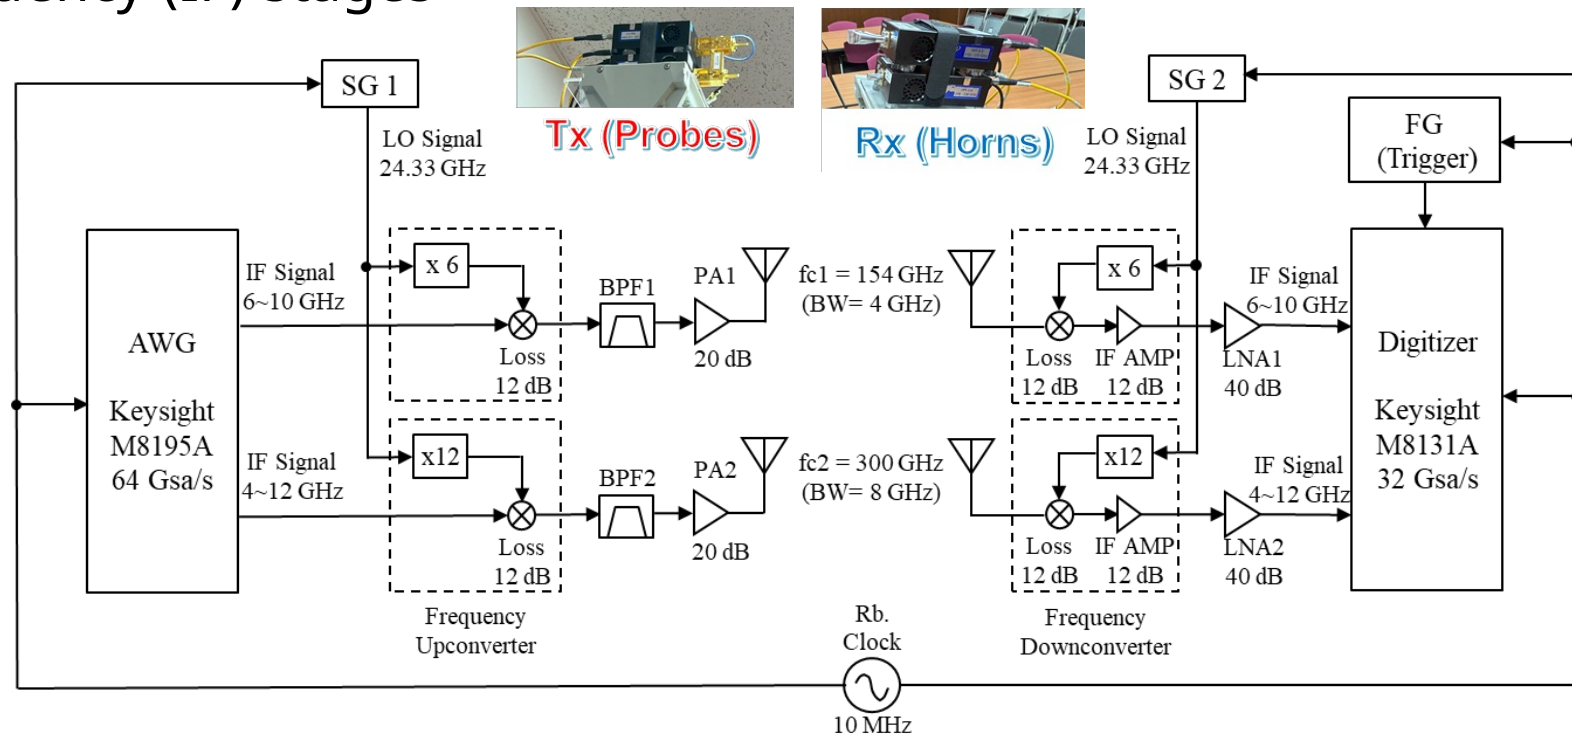 SG 1
Tx (Probes)
Rx (Horns)
SG 2
LO Signal
24.33 GHz
LO Signal
24.33 GHz
FG
(Trigger)
AWG
Keysight
M8195A
64 Gsa/s
IF Signal
6~10 GHz
x 6
Loss
12 dB
BPF1
PA1
20 dB
fc1 = 154 GHz
(BW= 4 GHz)
x 6
Loss
12 dB
IF AMP
12 dB
IF Signal
6~10 GHz
LNA1
40 dB
Digitizer
Keysight
M8131A
32 Gsa/s
IF Signal
4~12 GHz
x12
Loss
12 dB
BPF2
PA2
20 dB
fc2 = 300 GHz
(BW= 8 GHz)
x12
Loss
12 dB
IF AMP
12 dB
IF Signal
4~12 GHz
LNA2
40 dB
Frequency
Upconverter
Rb.
Clock
10 MHz
Frequency
Downconverter